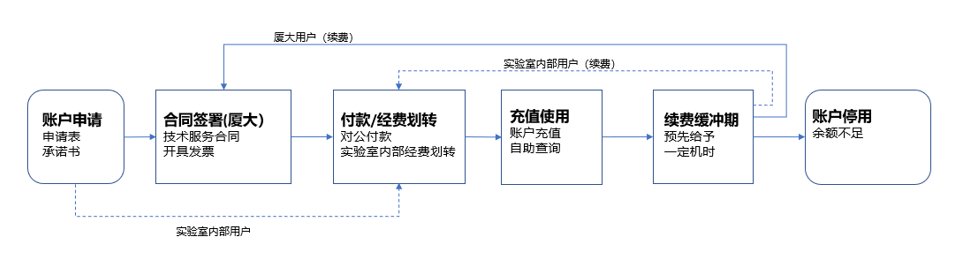 厦大用户（续费）
实验室内部用户（续费）
账户申请
申请表
承诺书
合同签署(厦大）
技术服务合同
开具发票
付款/经费划转
对公付款
实验室内部经费划转
充值使用
账户充值
自助查询
续费缓冲期
预先给予
一定机时
账户停用
余额不足
实验室内部用户